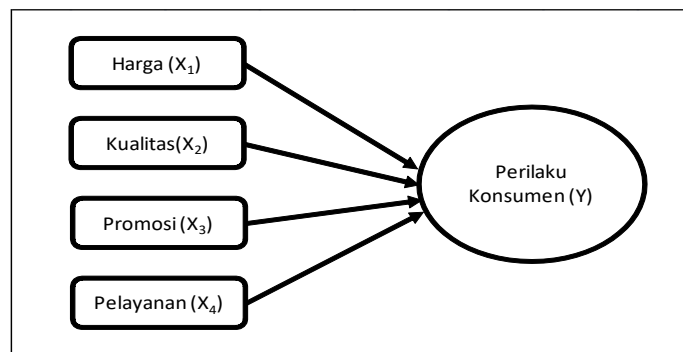 Harga (X₁)
Kualitas(X₂)
Promosi (X₃)
Pelayanan (X₄)
Perilaku
Konsumen (Y)